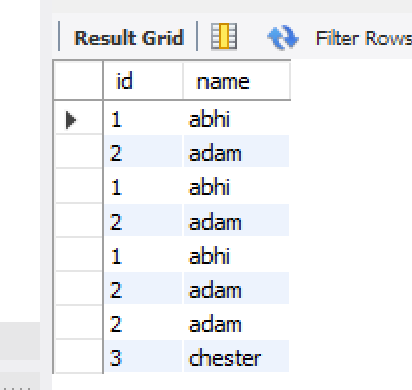 Result Grid Filter Rows
id name
1 abhi
2 adam
1 abhi
2 adam
1 abhi
2 adam
2 adam
3 chester